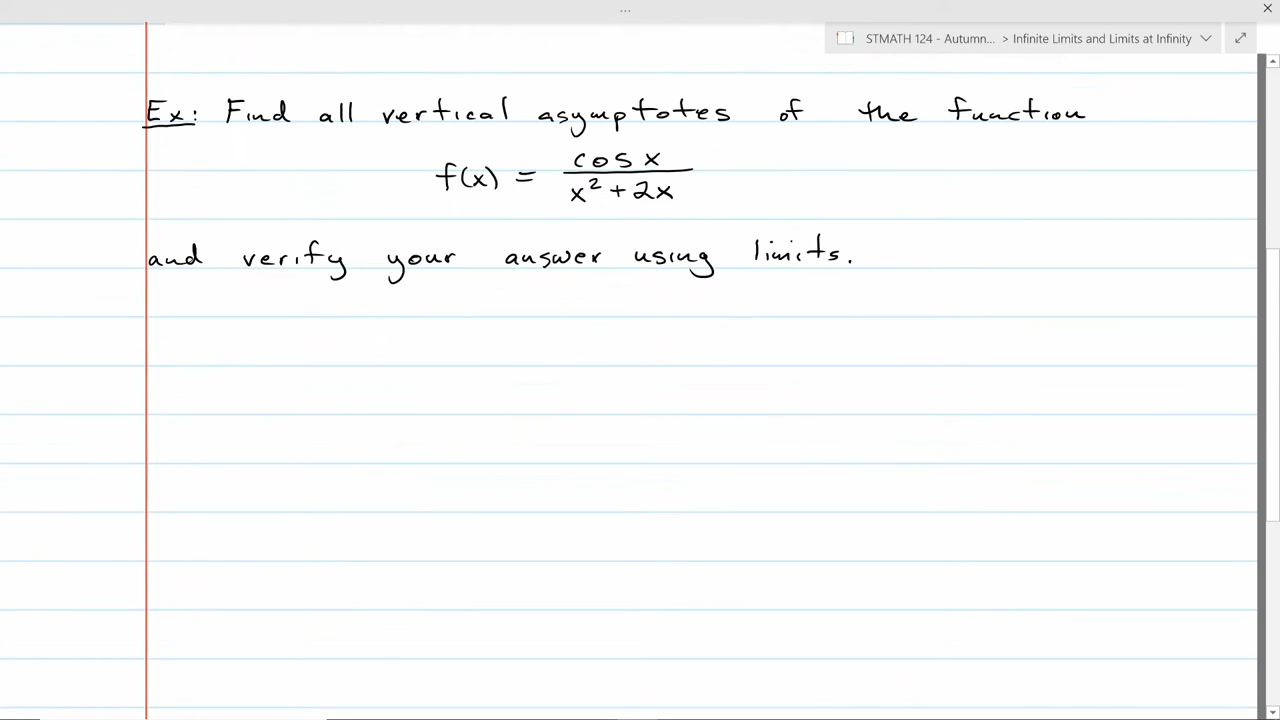 ...
STMATH 124 - Autumn... > Infinite Limits and Limits at Infinity
Ex: Find all vertical asymptotes of the function
f(x) = cos x / x² + 2x
and verify your answer using limits.